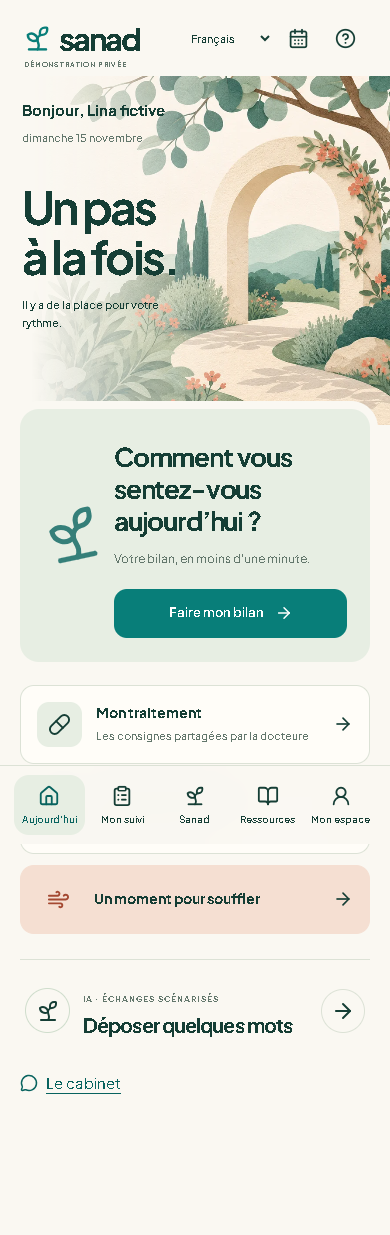 sanad
DÉMONSTRATION PRIVÉE
Français
Bonjour, Lina fictive
dimanche 15 novembre
Un pas
à la fois.
Il y a de la place pour votre
rythme.
Comment vous
sentez-vous
aujourd’hui ?
Votre bilan, en moins d’une minute.
Faire mon bilan
Mon traitement
Les consignes partagées par la docteure
Aujourd’hui
Mon suivi
Sanad
Ressources
Mon espace
Un moment pour souffler
IA · ÉCHANGES SCÉNARISÉS
Déposer quelques mots
Le cabinet